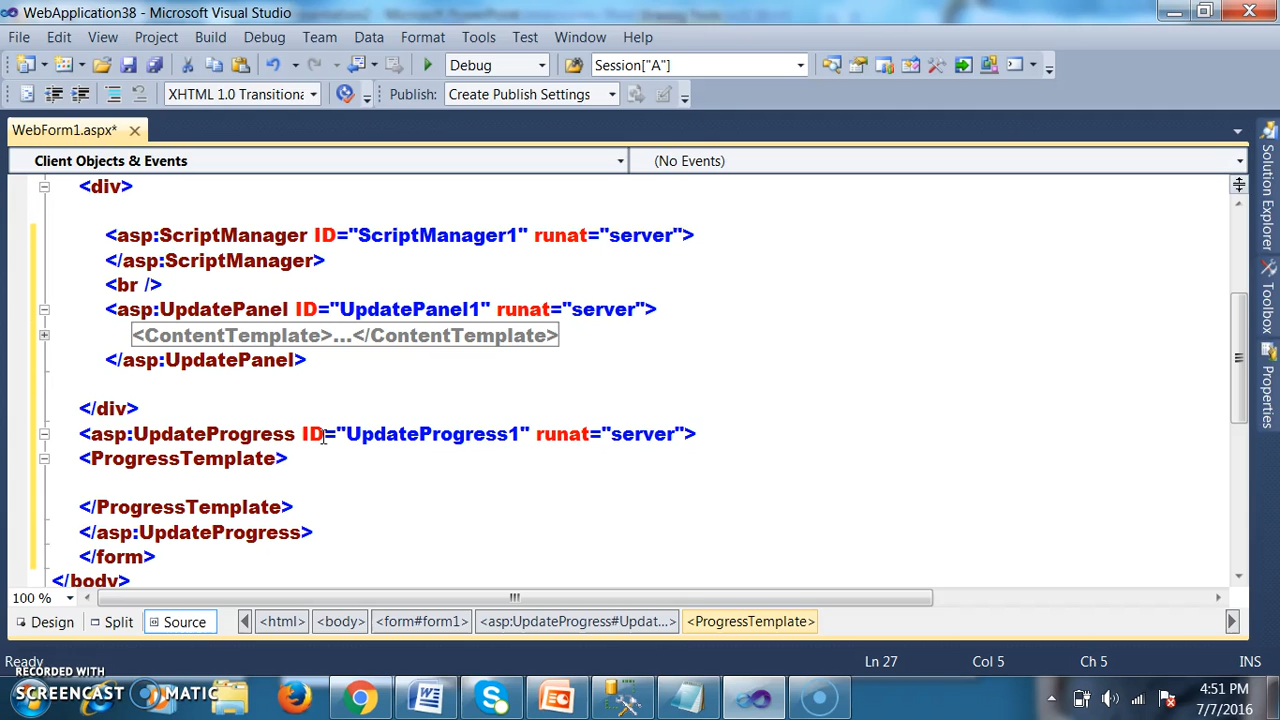 WebApplication38 - Microsoft Visual Studio
File Edit View Project Build Debug Team Data Format Tools Test Window Help
Debug Session["A"]
XHTML 1.0 Transitiona Publish: Create Publish Settings
WebForm1.aspx*
Client Objects & Events (No Events)
<div>
<asp:ScriptManager ID="ScriptManager1" runat="server">
</asp:ScriptManager>
<br />
<asp:UpdatePanel ID="UpdatePanel1" runat="server">
<ContentTemplate>...</ContentTemplate>
</asp:UpdatePanel>
</div>
<asp:UpdateProgress ID="UpdateProgress1" runat="server">
<ProgressTemplate>
</ProgressTemplate>
</asp:UpdateProgress>
</form>
</body>
Solution Explorer
Toolbox
Properties
100 %
Design Split Source <html> <body> <form#form1> <asp:UpdateProgress#Updat...> <ProgressTemplate>
Ready Ln 27 Col 5 Ch 5 INS
RECORDED WITH
SCREENCAST MATIC
4:51 PM
7/7/2016